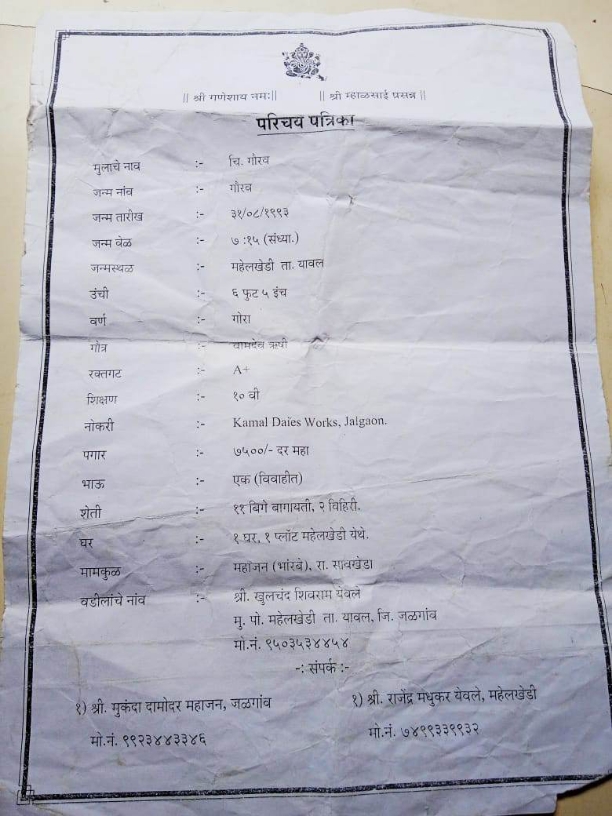 || श्री गणेशाय नमः|| || श्री म्हाळसाई प्रसन्न ||
परिचय पत्रिका
मुलाचे नाव :- चि. गौरव
जन्म नांव :- गौरव
जन्म तारीख :- ३१/०८/१९९३
जन्म वेळ :- ७ :१५ (संध्या.)
जन्मस्थळ :- महेलखेडी ता. यावल
उंची :- ६ फुट ५ इंच
वर्ण :- गोरा
गौत्र :- वामदेव ऋषी
रक्तगट :- A+
शिक्षण :- १० वी
नोकरी :- Kamal Daies Works, Jalgaon.
पगार :- ७५००/- दर महा
भाऊ :- एक (विवाहीत)
शेती :- ११ बिगे बागायती, २ विहिरी.
घर :- १ घर, १ प्लॉट महेलखेडी येथे.
मामकुळ :- महाजन (भारंबे), रा. सावखेडा
वडीलांचे नांव :- श्री. खुलचंद शिवराम येवले
मु. पो. महेलखेडी ता. यावल, जि. जळगांव
मो.नं. ९५०३५३४४५४
-: संपर्क :-
१) श्री. मुकंदा दामोदर महाजन, जळगांव
मो.नं. ९९२३४४३३४६
१) श्री. राजेंद्र मधुकर येवले, महेलखेडी
मो.नं. ७४९९३३९९३२